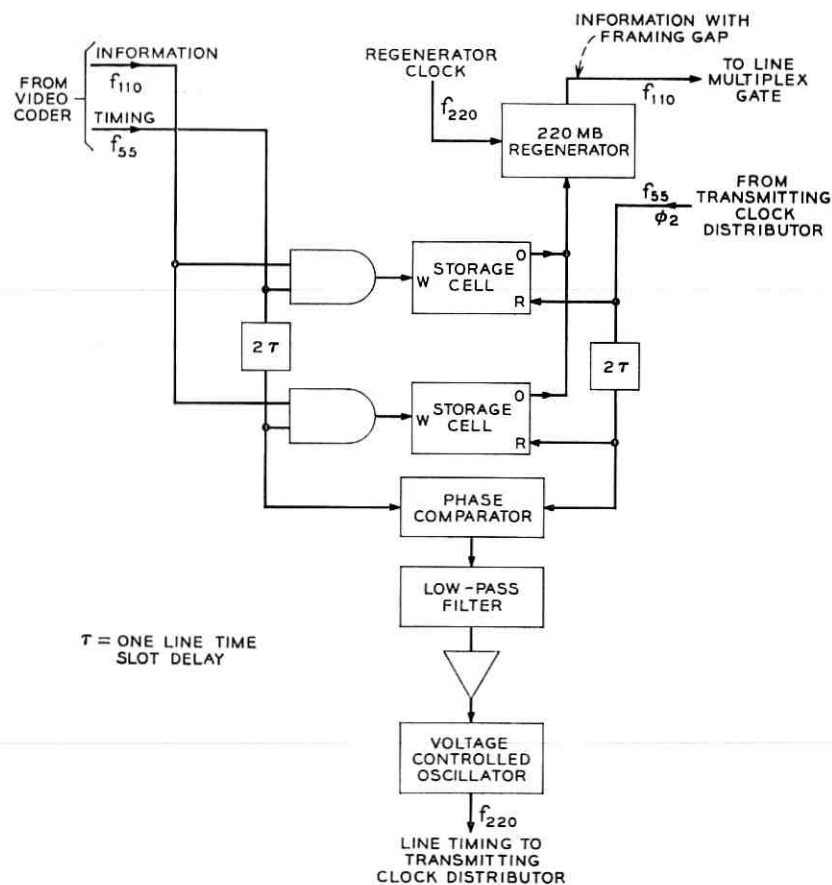 INFORMATION WITH
FRAMING GAP
INFORMATION
REGENERATOR
CLOCK
TO LINE
MULTIPLEX
GATE
FROM
VIDEO
CODER
f110
f220
f110
TIMING
f55
220 MB
REGENERATOR
f55
ϕ2
FROM
TRANSMITTING
CLOCK
DISTRIBUTOR
W
STORAGE
CELL
O
R
2τ
2τ
W
STORAGE
CELL
O
R
PHASE
COMPARATOR
LOW-PASS
FILTER
τ = ONE LINE TIME
SLOT DELAY
VOLTAGE
CONTROLLED
OSCILLATOR
f220
LINE TIMING TO
TRANSMITTING
CLOCK DISTRIBUTOR